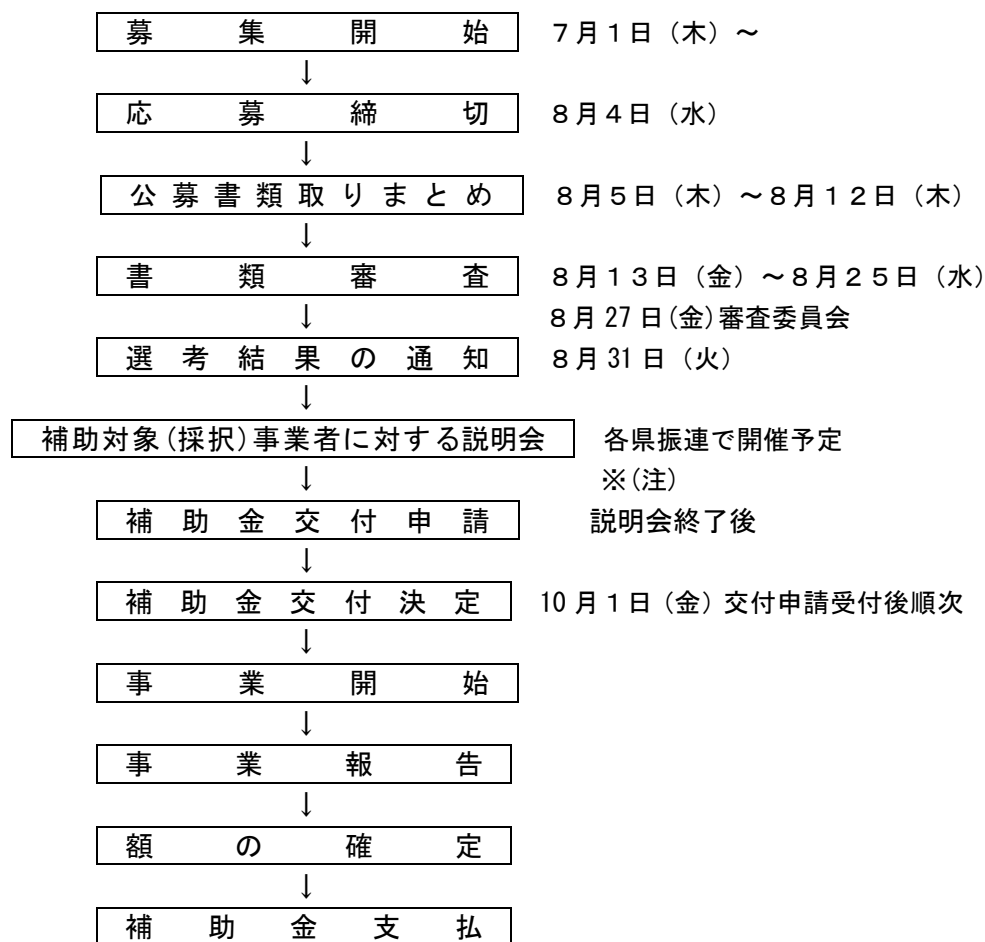 募集開始 ７月１日（木）～
↓
応募締切 ８月４日（水）
↓
公募書類取りまとめ ８月５日（木）～８月１２日（木）
↓
書類審査 ８月１３日（金）～８月２５日（水）
↓ ８月27日(金)審査委員会
選考結果の通知 ８月31日（火）
↓
補助対象(採択)事業者に対する説明会 各県振連で開催予定
↓ ※(注)
補助金交付申請 説明会終了後
↓
補助金交付決定 10月１日（金）交付申請受付後順次
↓
事業開始
↓
事業報告
↓
額の確定
↓
補助金支払